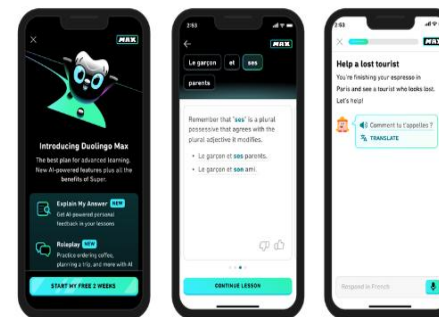 MAX
Introducing Duolingo Max
The best plan for advanced learning.
New AI-powered features plus all the
benefits of Super.
Explain My Answer NEW
Get AI-powered personal
feedback in your lessons
Roleplay NEW
Practice ordering coffee,
planning a trip, and more with AI
START MY FREE 2 WEEKS
2:53
MAX
Le garçon et ses
parents
Remember that "ses" is a plural
possessive that agrees with the
plural adjective it modifies.
• Le garçon et ses parents.
• Le garçon et son ami.
CONTINUE LESSON
2:53
MAX
Help a lost tourist
You're finishing your espresso in
Paris and see a tourist who looks lost.
Let's help!
Comment tu t'appelles ?
TRANSLATE
Respond in French